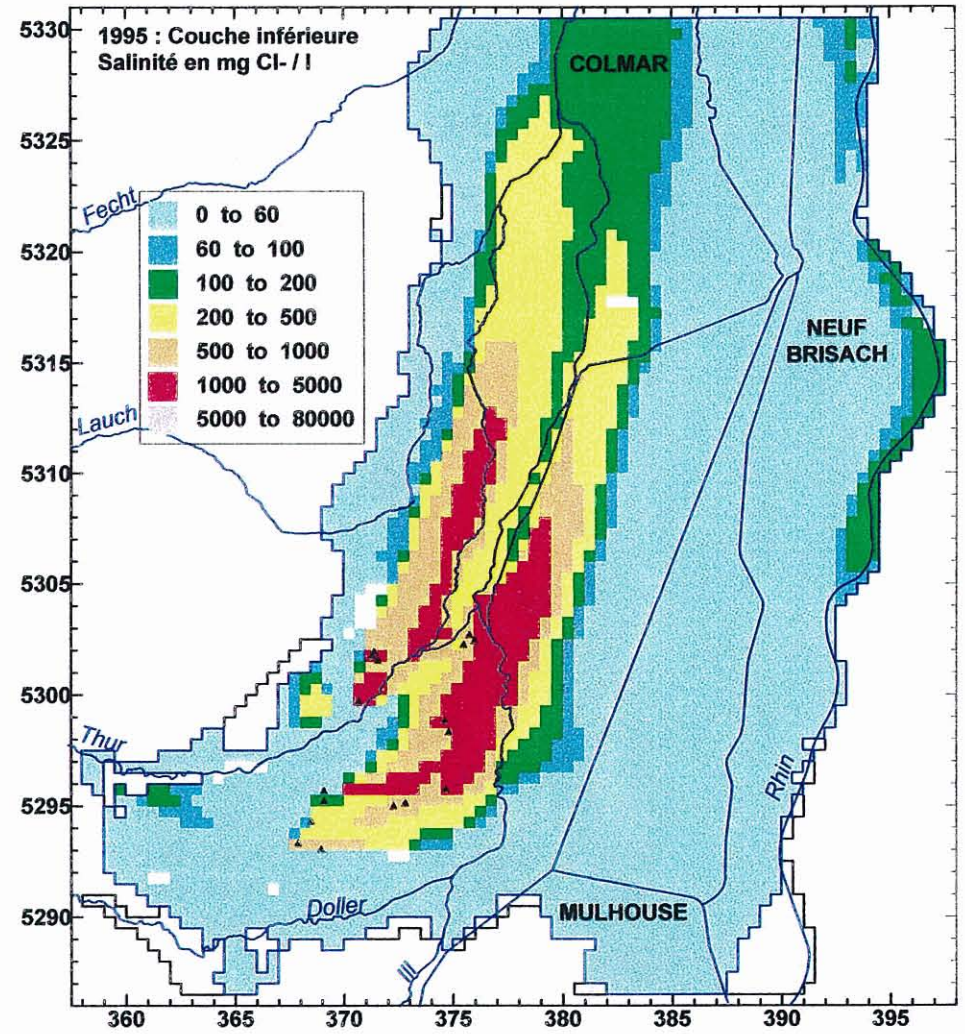 1995 : Couche inférieure
Salinité en mg Cl- / l
COLMAR
Fecht
0 to 60
60 to 100
100 to 200
200 to 500
500 to 1000
1000 to 5000
5000 to 80000
NEUF
BRISACH
Lauch
Thur
Rhin
Doller
MULHOUSE
Ill
5330
5325
5320
5315
5310
5305
5300
5295
5290
360 365 370 375 380 385 390 395